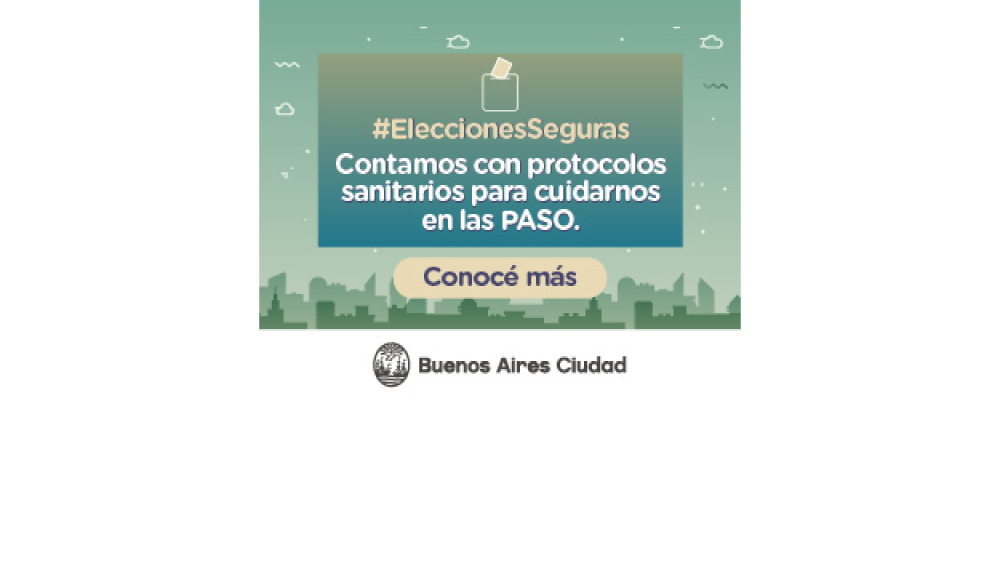 #EleccionesSeguras
Contamos con protocolos
sanitarios para cuidarnos
en las PASO.
Conocé más
Buenos Aires Ciudad